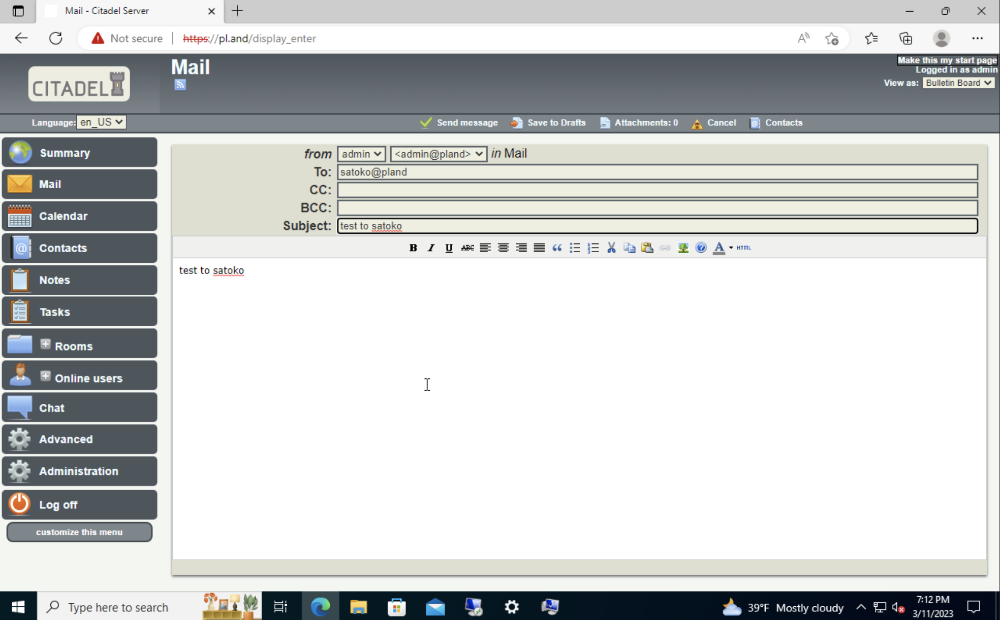 Mail - Citadel Server
Not secure | https://pl.and/display_enter
CITADEL
Mail
Make this my start page
Logged in as admin
View as: Bulletin Board
Language: en_US
Send message Save to Drafts Attachments: 0 Cancel Contacts
Summary
Mail
Calendar
Contacts
Notes
Tasks
Rooms
Online users
Chat
Advanced
Administration
Log off
customize this menu
from admin <admin@pland> in Mail
To: satoko@pland
CC:
BCC:
Subject: test to satoko
B I U ABC A HTML
test to satoko
Type here to search
39°F Mostly cloudy
7:12 PM
3/11/2023